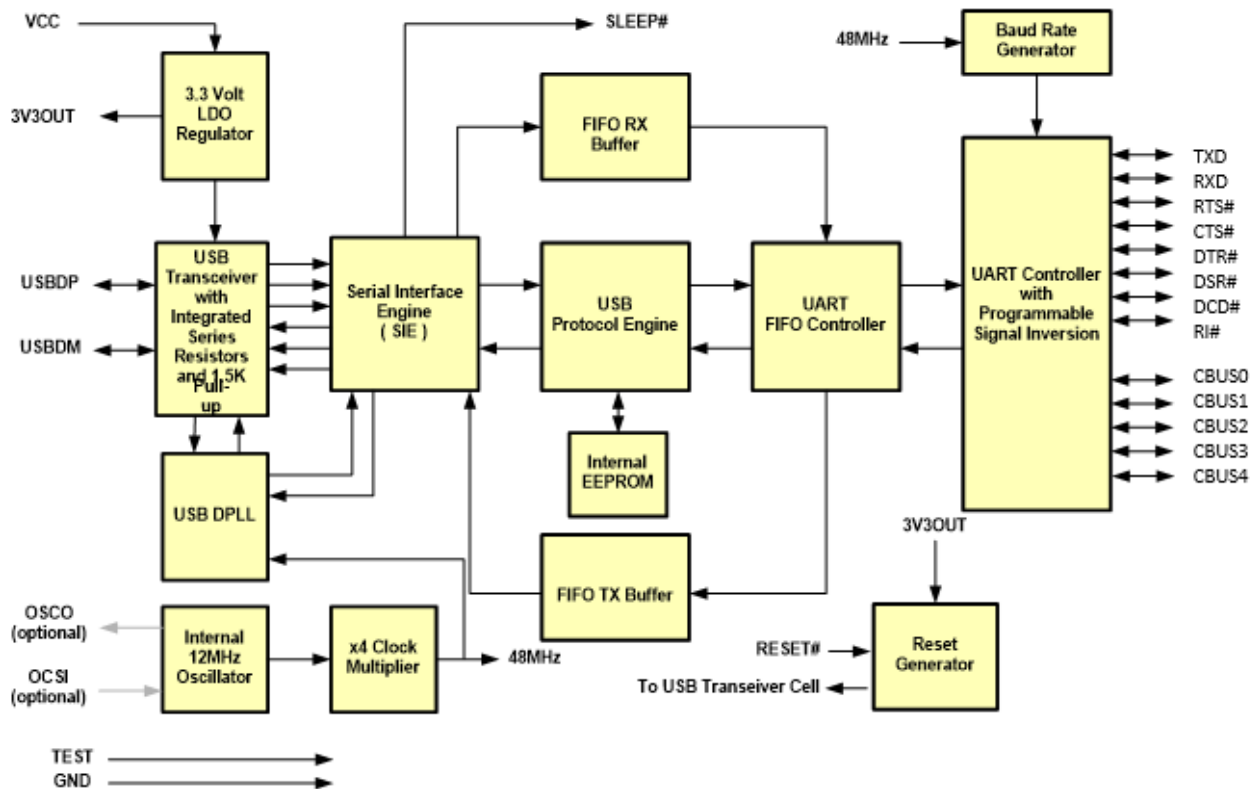 VCC
SLEEP#
48MHz
Baud Rate
Generator
3.3 Volt
LDO
Regulator
3V3OUT
FIFO RX
Buffer
TXD
RXD
RTS#
CTS#
DTR#
DSR#
DCD#
RI#
CBUS0
CBUS1
CBUS2
CBUS3
CBUS4
USBDP
USBDM
USB
Transceiver
with
Integrated
Series
Resistors
and 1.5K
Pull-
up
Serial Interface
Engine
( SIE )
USB
Protocol Engine
UART
FIFO Controller
UART Controller
with
Programmable
Signal Inversion
Internal
EEPROM
USB DPLL
3V3OUT
FIFO TX Buffer
OSCO
(optional)
OCSI
(optional)
Internal
12MHz
Oscillator
x4 Clock
Multiplier
48MHz
RESET#
Reset
Generator
To USB Transeiver Cell
TEST
GND